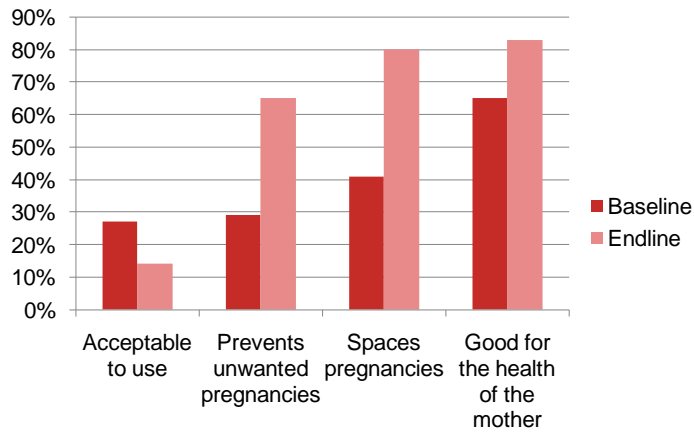 90%
80%
70%
60%
50%
40%
30%
20%
10%
0%
Acceptable
to use
Prevents
unwanted
pregnancies
Spaces
pregnancies
Good for
the health
of the
mother
Baseline
Endline